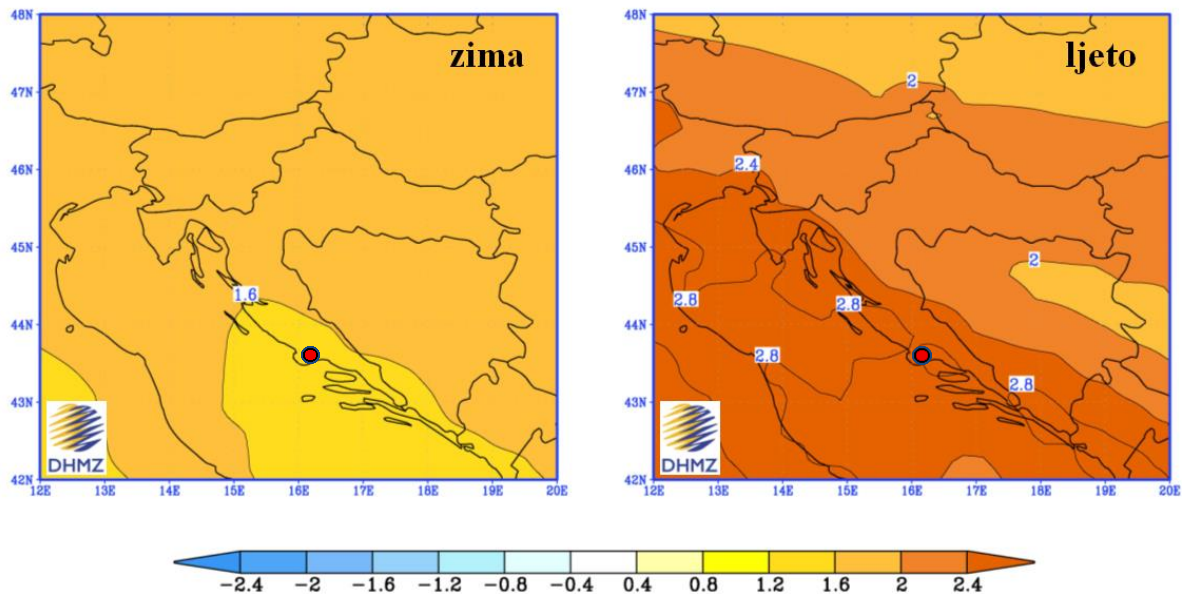 zima
48N
47N
46N
45N
44N
43N
42N
1.6
DHMZ
12E 13E 14E 15E 16E 17E 18E 19E 20E
ljeto
48N
47N
46N
45N
44N
43N
42N
2
2.4
2
2.8
2.8
2.8
2.8
DHMZ
12E 13E 14E 15E 16E 17E 18E 19E 20E
-2.4 -2 -1.6 -1.2 -0.8 -0.4 0.4 0.8 1.2 1.6 2 2.4